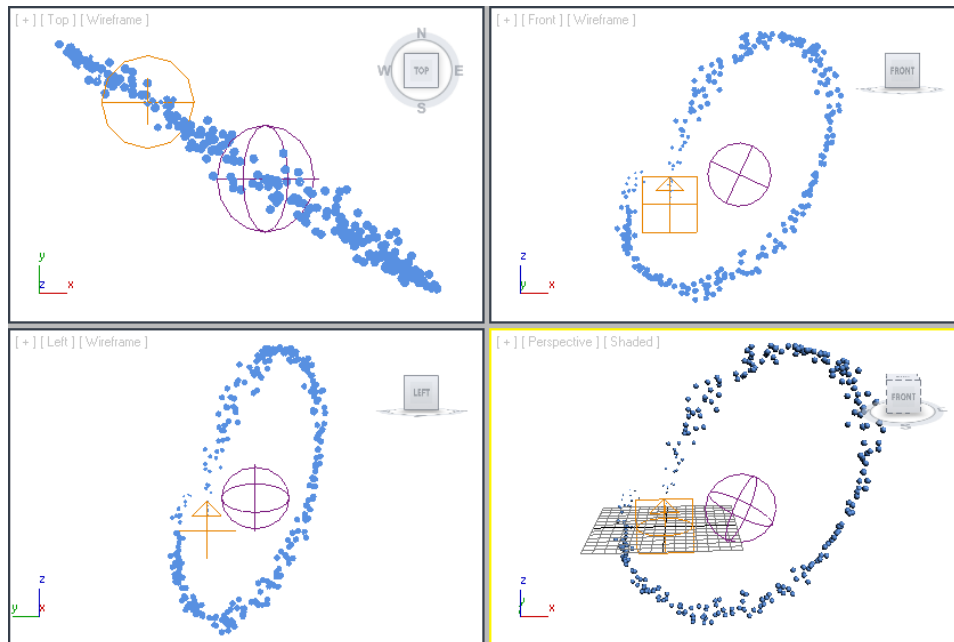 [ + ] [ Top ] [ Wireframe ]
N
W TOP E
S
y
z x
[ + ] [ Front ] [ Wireframe ]
FRONT
z
y x
[ + ] [ Left ] [ Wireframe ]
LEFT
z
y x
[ + ] [ Perspective ] [ Shaded ]
FRONT
S
z
y x